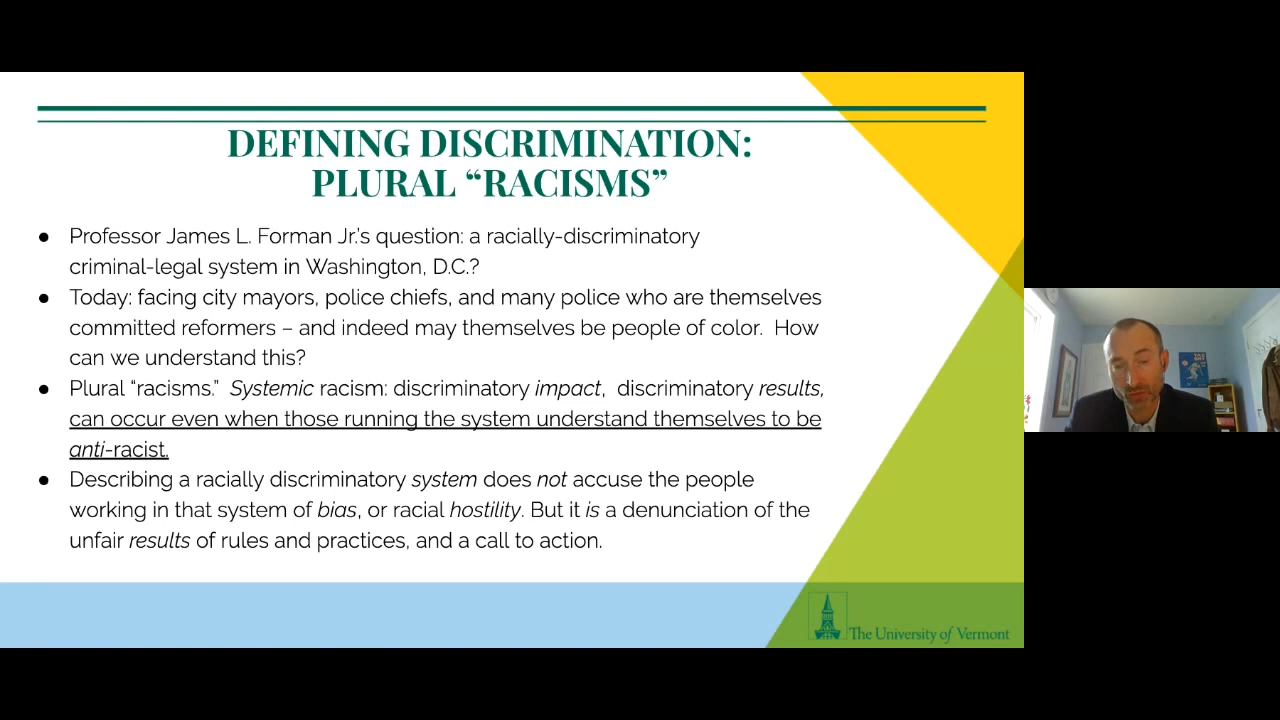 DEFINING DISCRIMINATION:
PLURAL “RACISMS”
● Professor James L. Forman Jr.’s question: a racially-discriminatory
criminal-legal system in Washington, D.C.?
● Today: facing city mayors, police chiefs, and many police who are themselves
committed reformers – and indeed may themselves be people of color. How
can we understand this?
● Plural “racisms.” Systemic racism: discriminatory impact, discriminatory results,
can occur even when those running the system understand themselves to be
anti-racist.
● Describing a racially discriminatory system does not accuse the people
working in that system of bias, or racial hostility. But it is a denunciation of the
unfair results of rules and practices, and a call to action.
The University of Vermont